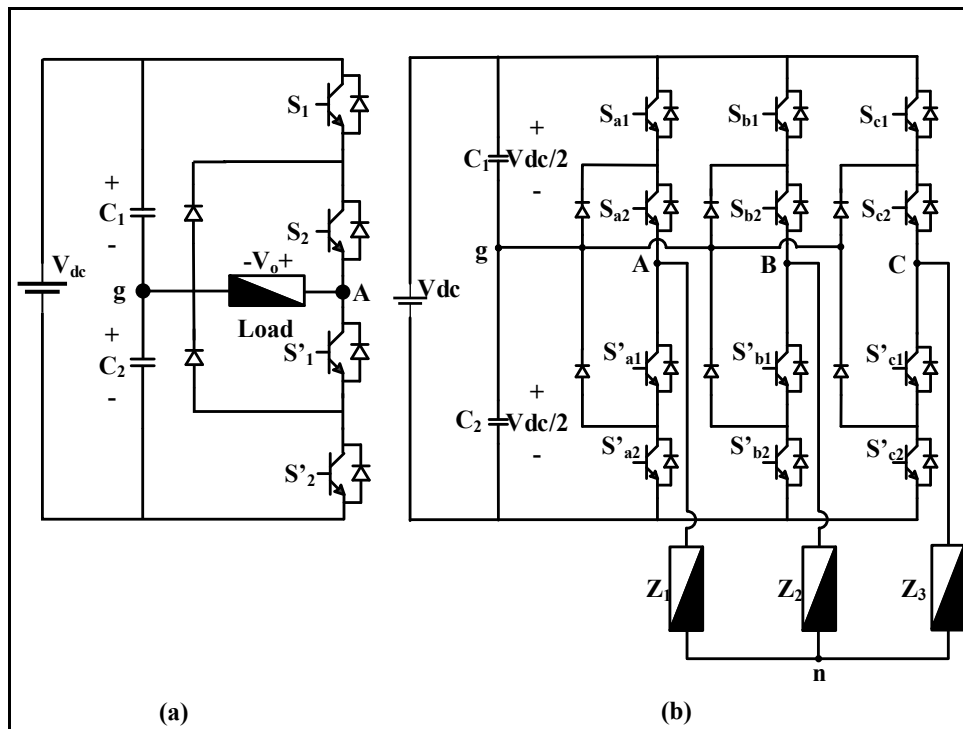 S1
+
C1
-
S2
Vdc
-Vo+
g
A
Load
+
C2
-
S’1
S’2
(a)
Sa1
Sb1
Sc1
+
C1
Vdc/2
-
Sa2
Sb2
Sc2
g
A
B
C
Vdc
S’a1
S’b1
S’c1
+
C2
Vdc/2
-
S’a2
S’b2
S’c2
Z1
Z2
Z3
n
(b)